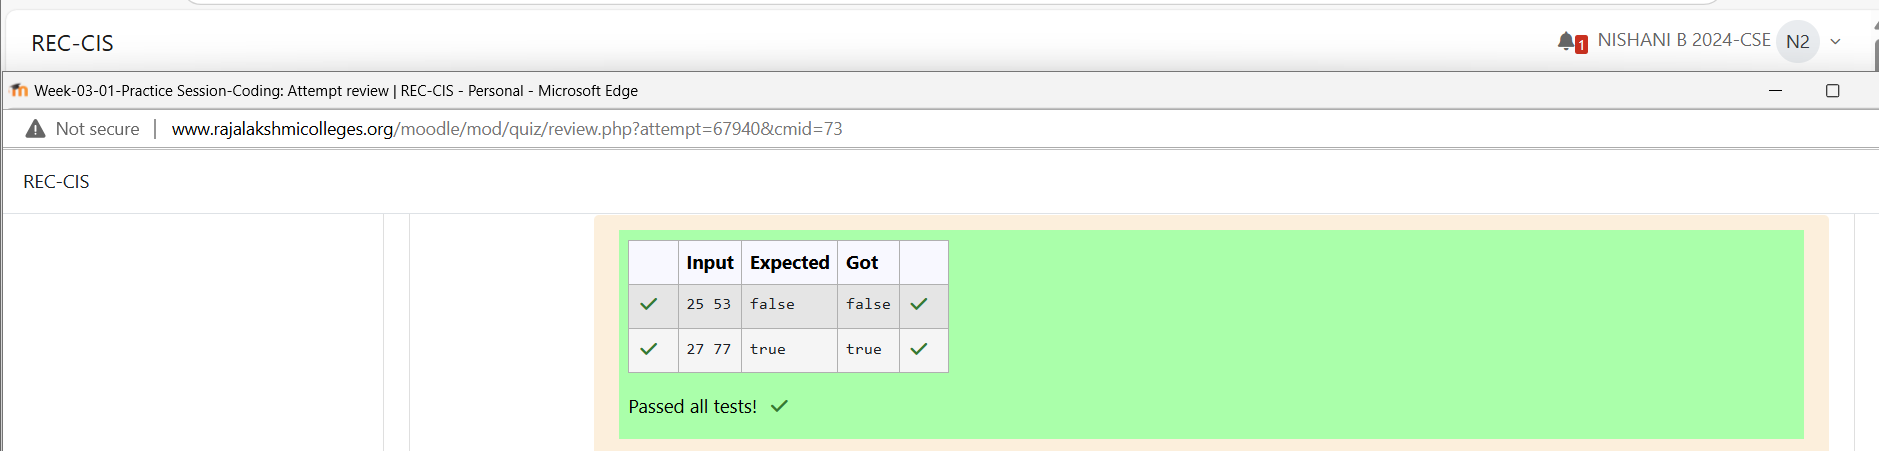 REC-CIS
1 NISHANI B 2024-CSE N2
Week-03-01-Practice Session-Coding: Attempt review | REC-CIS - Personal - Microsoft Edge
Not secure www.rajalakshmicolleges.org/moodle/mod/quiz/review.php?attempt=67940&cmid=73
REC-CIS
Input Expected Got
25 53 false false
27 77 true true
Passed all tests!